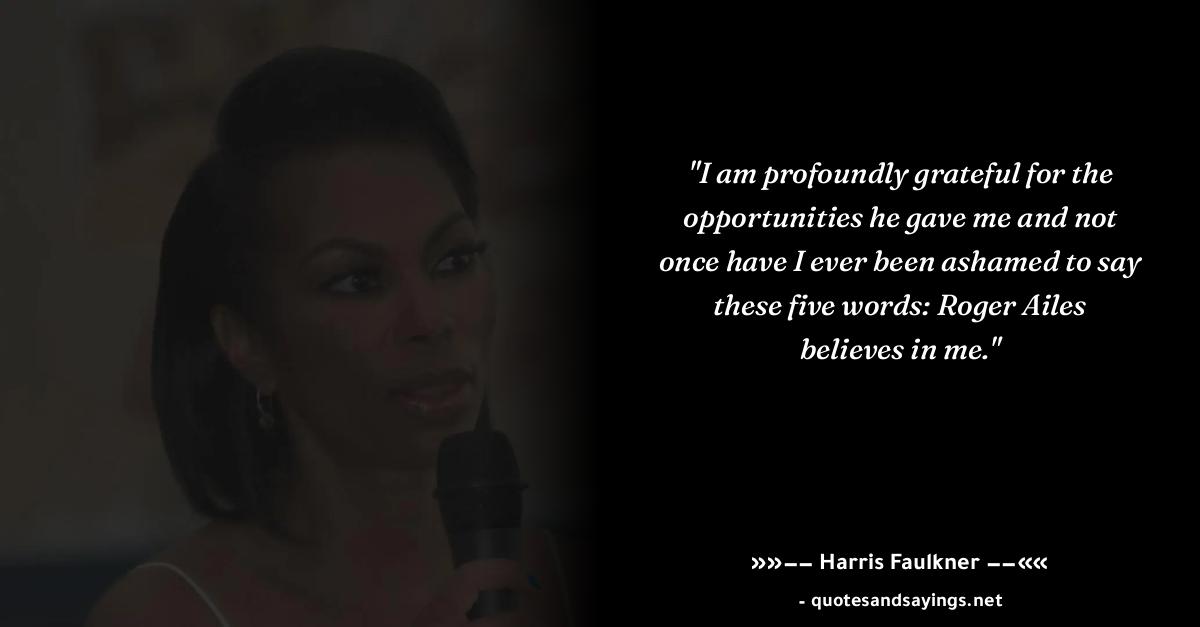 "I am profoundly grateful for the
opportunities he gave me and not
once have I ever been ashamed to say
these five words: Roger Ailes
believes in me."
»»–– Harris Faulkner ––««
- quotesandsayings.net